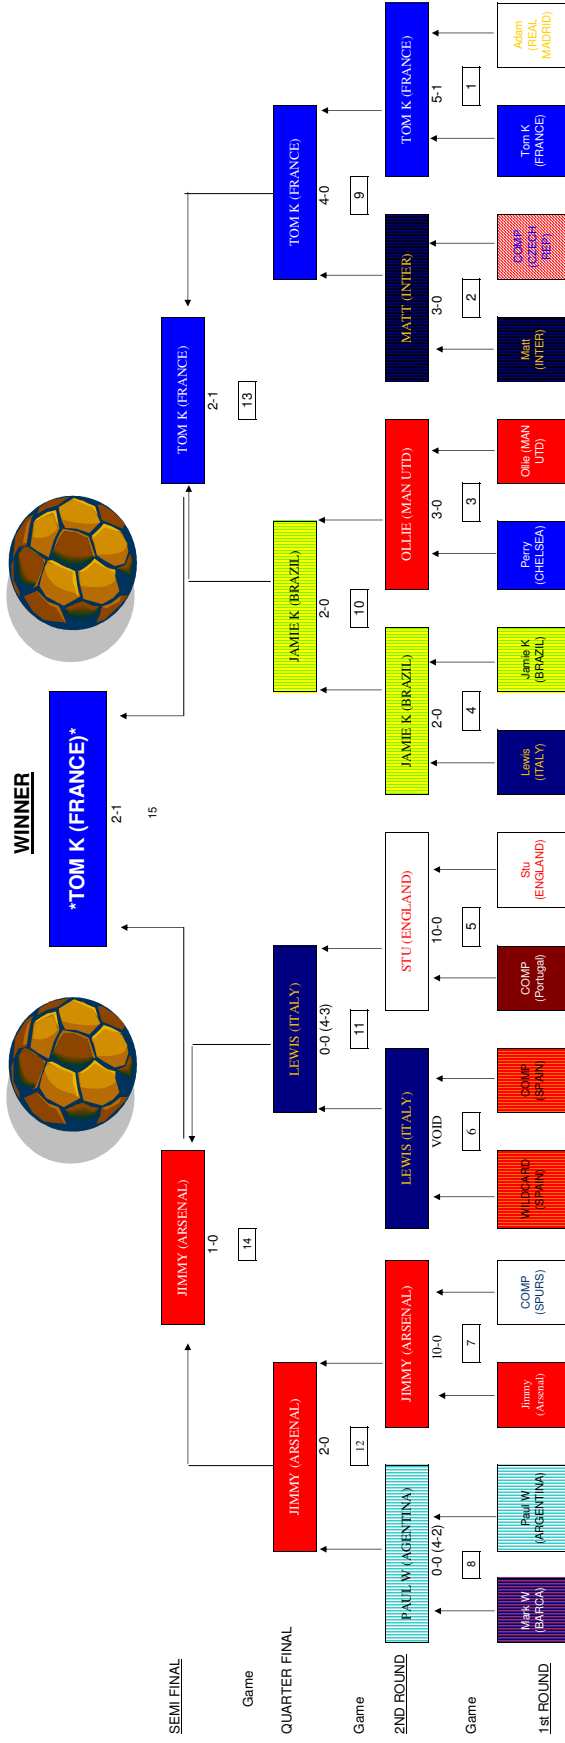 WINNER
*TOM K (FRANCE)*
2-1
15
SEMI FINAL
JIMMY (ARSENAL)
TOM K (FRANCE)
1-0
2-1
Game
14
13
QUARTER FINAL
JIMMY (ARSENAL)
LEWIS (ITALY)
JAMIE K (BRAZIL)
TOM K (FRANCE)
2-0
0-0 (4-3)
2-0
4-0
Game
12
11
10
9
2ND ROUND
PAUL W (AGENTINA)
JIMMY (ARSENAL)
LEWIS (ITALY)
STU (ENGLAND)
JAMIE K (BRAZIL)
OLLIE (MAN UTD)
MATT (INTER)
TOM K (FRANCE)
0-0 (4-2)
10-0
VOID
10-0
2-0
3-0
3-0
5-1
Game
8
7
6
5
4
3
2
1
1st ROUND
Mark W
(BARCA)
Paul W
(ARGENTINA)
Jimmy
(Arsenal)
COMP
(SPURS)
WILDCARD
(SPAIN)
COMP
(SPAIN)
COMP
(Portugal)
Stu
(ENGLAND)
Lewis
(ITALY)
Jamie K
(BRAZIL)
Perry
(CHELSEA)
Ollie (MAN
UTD)
Matt
(INTER)
COMP
(CZECH
REP)
Tom K
(FRANCE)
Adam
(REAL
MADRID)